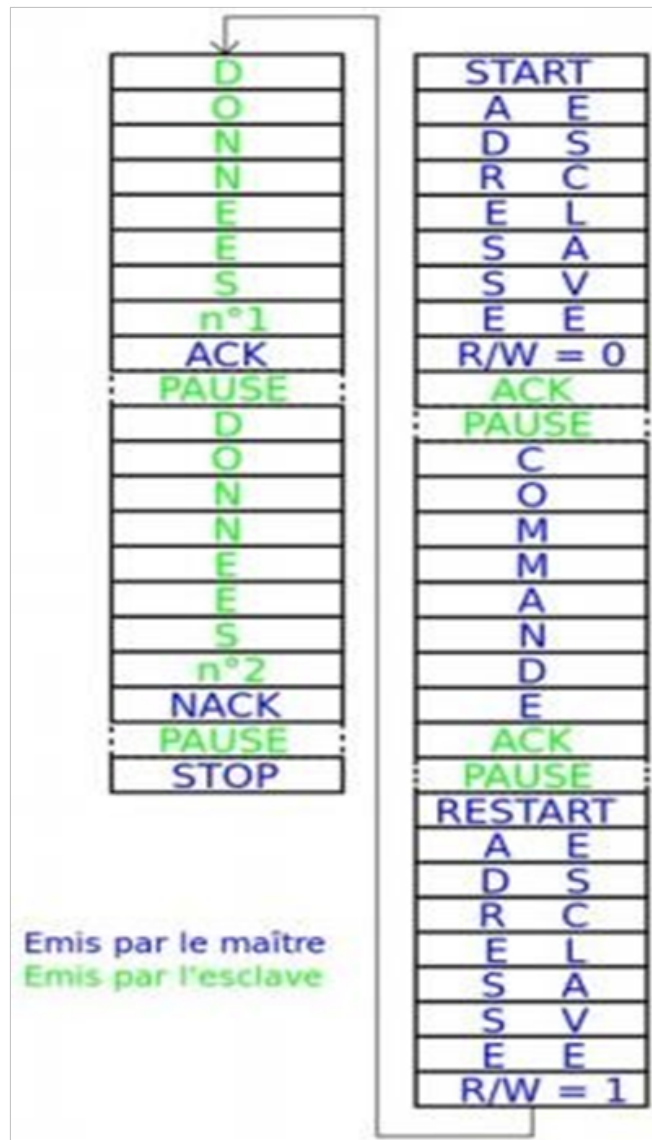 START
A E
D S
R C
E L
S A
S V
E E
R/W = 0
ACK
PAUSE
C
O
M
M
A
N
D
E
ACK
PAUSE
RESTART
A E
D S
R C
E L
S A
S V
E E
R/W = 1
D
O
N
N
E
E
S
n°1
ACK
PAUSE
D
O
N
N
E
E
S
n°2
NACK
PAUSE
STOP
Emis par le maître
Emis par l'esclave